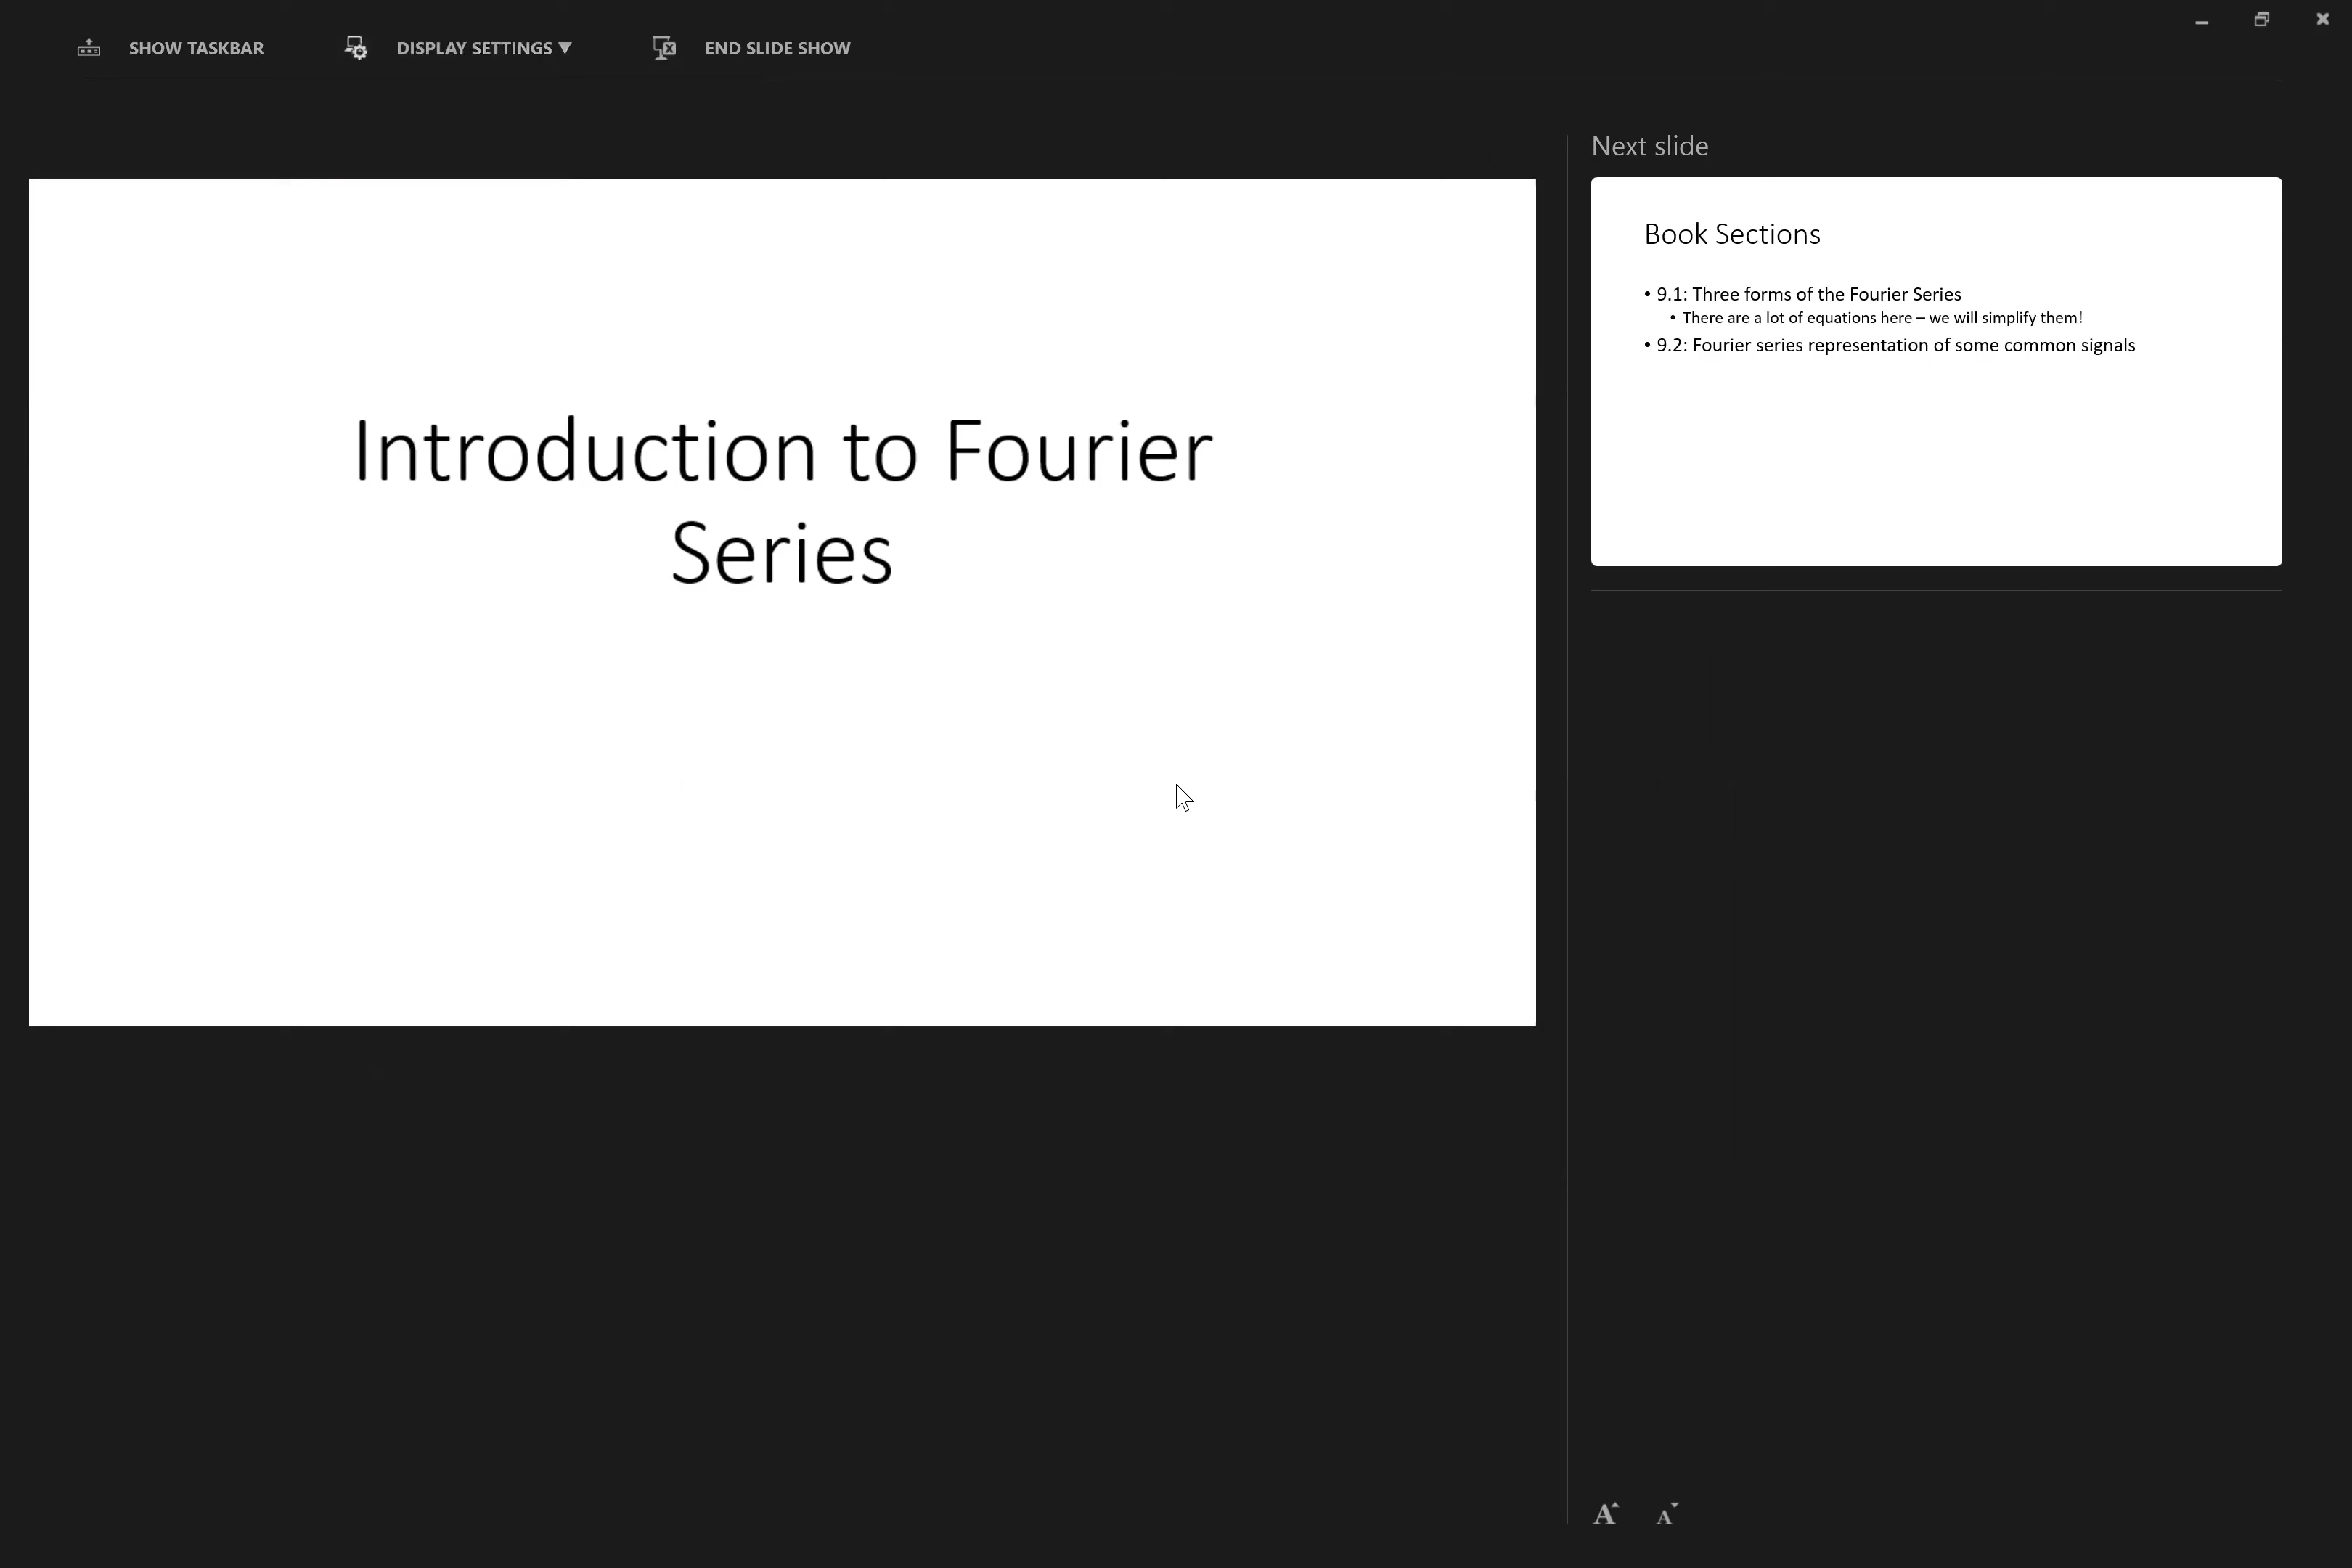 SHOW TASKBAR
DISPLAY SETTINGS ▼
END SLIDE SHOW
Introduction to Fourier
Series
Next slide
Book Sections
• 9.1: Three forms of the Fourier Series
• There are a lot of equations here – we will simplify them!
• 9.2: Fourier series representation of some common signals
A A